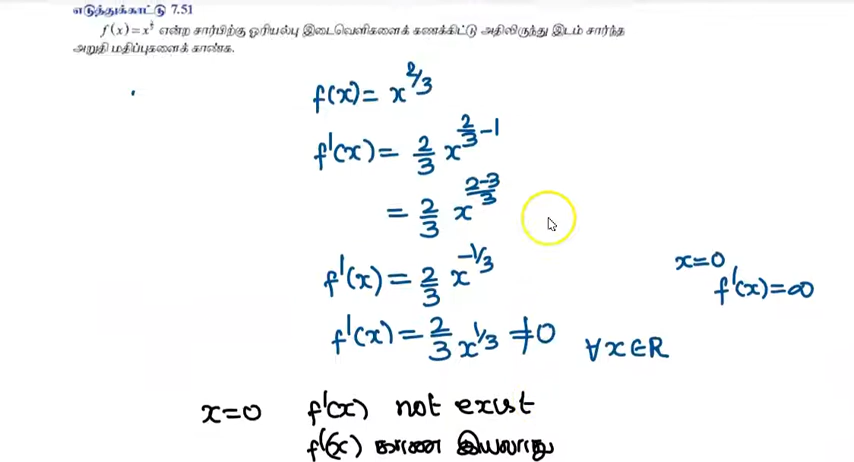 எடுத்துக்காட்டு 7.51
f(x) = x^{2/3} என்ற சார்பிற்கு ஓரியல்பு இடைவெளிகளைக் கணக்கிட்டு அதிலிருந்து இடம் சார்ந்த
அறுதி மதிப்புகளைக் காண்க.
f(x) = x^{2/3}
f'(x) = 2/3 x^{2/3 - 1}
= 2/3 x^{(2-3)/3}
f'(x) = 2/3 x^{-1/3}
x=0
f'(x)=∞
f'(x) = 2/(3 x^{1/3}) ≠ 0 ∀x∈R
x=0 f'(x) not exist
f'(x) காண இயலாது